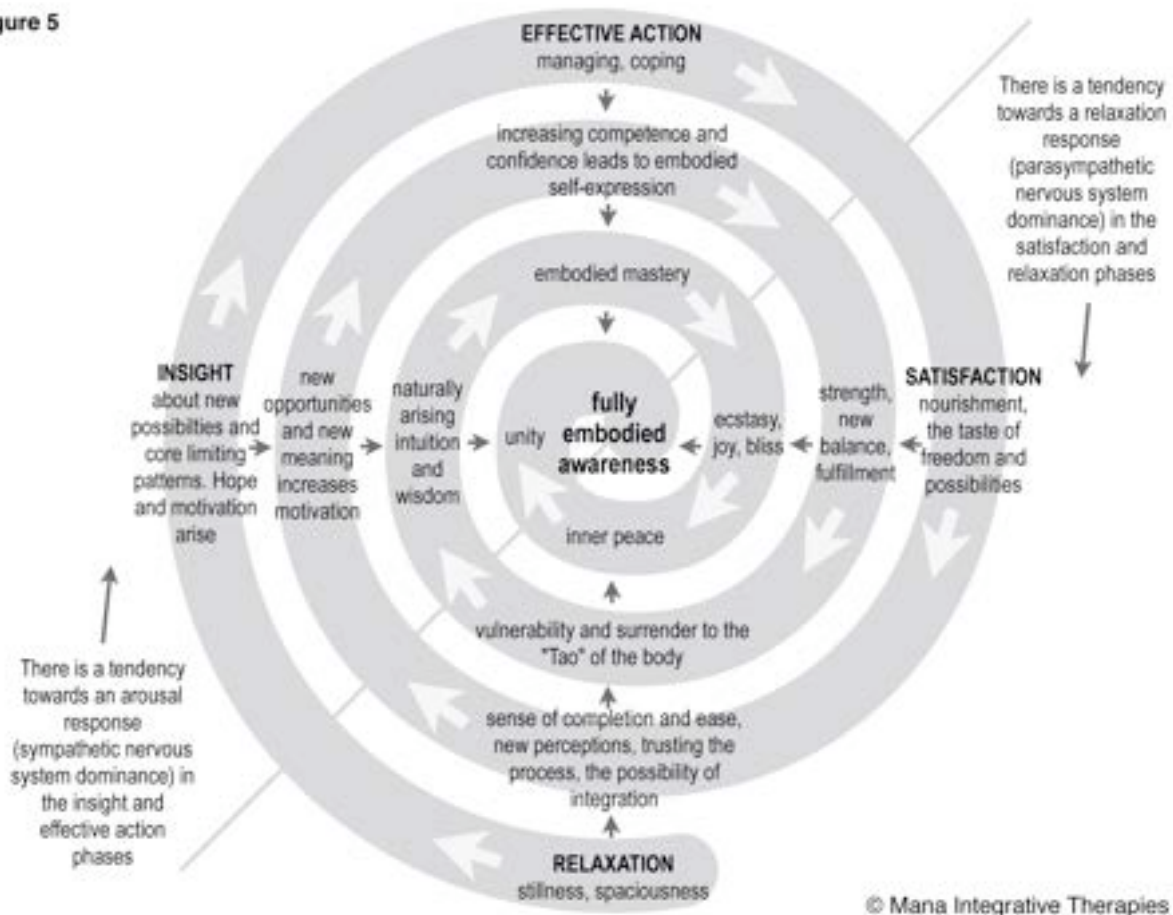 gure 5
EFFECTIVE ACTION
managing, coping
increasing competence and
confidence leads to embodied
self-expression
embodied mastery
There is a tendency
towards a relaxation
response
(parasympathetic
nervous system
dominance) in the
satisfaction and
relaxation phases
INSIGHT
about new
possibilties and
core limiting
patterns. Hope
and motivation
arise
new
opportunities
and new
meaning
increases
motivation
naturally
arising
intuition
and
wisdom
unity
fully
embodied
awareness
ecstasy,
joy, bliss
strength,
new
balance,
fulfillment
SATISFACTION
nourishment,
the taste of
freedom and
possibilities
inner peace
vulnerability and surrender to the
"Tao" of the body
sense of completion and ease,
new perceptions, trusting the
process, the possibility of
integration
RELAXATION
stillness, spaciousness
There is a tendency
towards an arousal
response
(sympathetic nervous
system dominance) in
the insight and
effective action
phases
© Mana Integrative Therapies